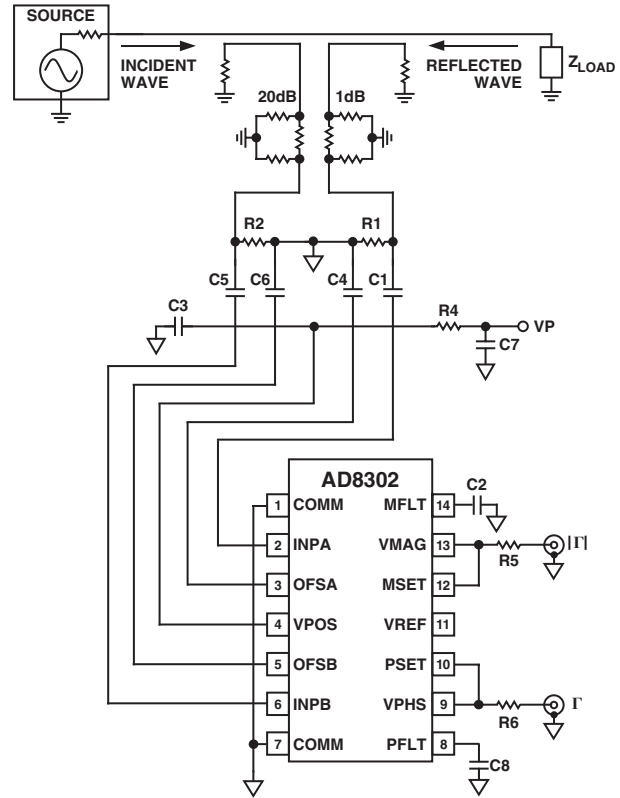 SOURCE
INCIDENT
WAVE
REFLECTED
WAVE
ZLOAD
20dB
1dB
R2
R1
C5
C6
C4
C1
C3
R4
VP
C7
AD8302
1 COMM
MFLT 14
C2
2 INPA
VMAG 13
R5
|Γ|
3 OFSA
MSET 12
4 VPOS
VREF 11
5 OFSB
PSET 10
6 INPB
VPHS 9
R6
Γ
7 COMM
PFLT 8
C8